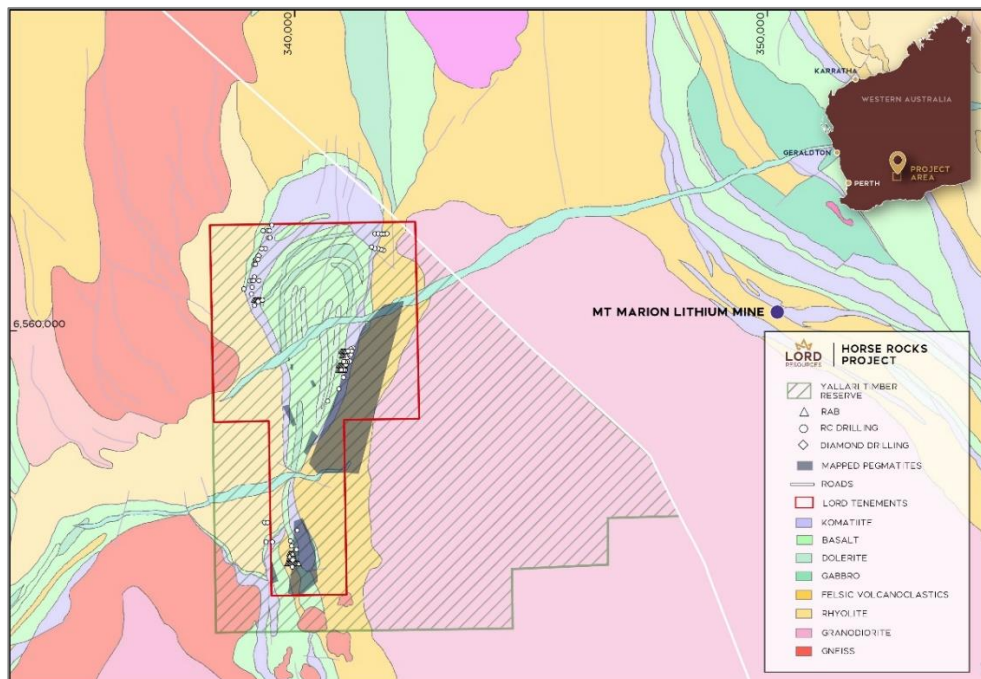 340,000
350,000
KARRATHA
WESTERN AUSTRALIA
GERALDTON
PROJECT
AREA
PERTH
6,560,000
MT MARION LITHIUM MINE
LORD
RESOURCES
HORSE ROCKS
PROJECT
YALLARI TIMBER
RESERVE
RAB
RC DRILLING
DIAMOND DRILLING
MAPPED PEGMATITES
ROADS
LORD TENEMENTS
KOMATIITE
BASALT
DOLERITE
GABBRO
FELSIC VOLCANOCLASTICS
RHYOLITE
GRANODIORITE
GNEISS